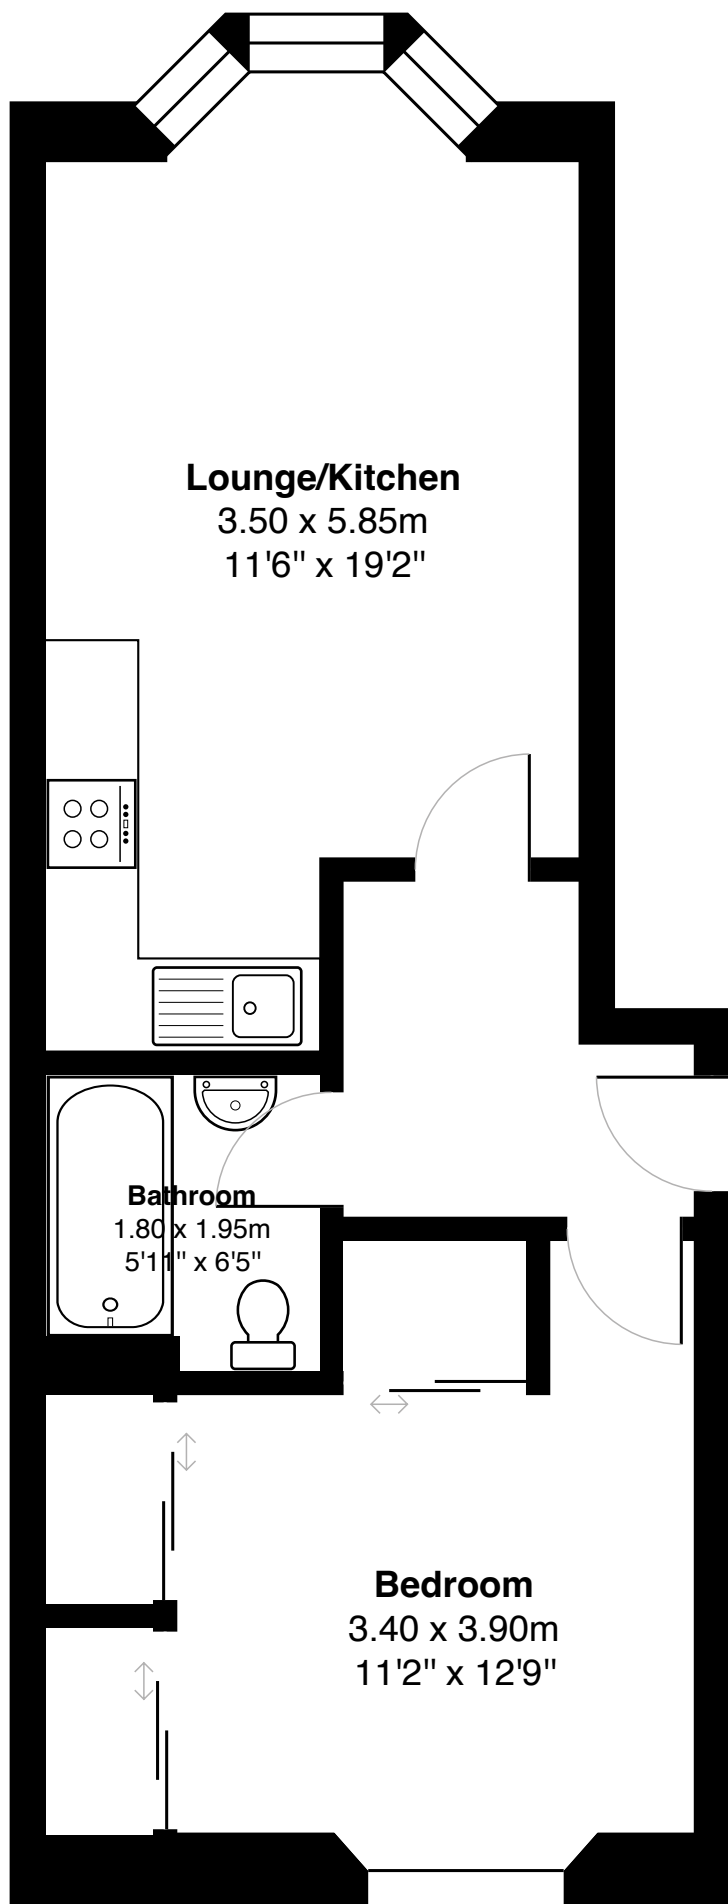 Lounge/Kitchen
3.50 x 5.85m
11'6" x 19'2"
Bathroom
1.80 x 1.95m
5'11" x 6'5"
Bedroom
3.40 x 3.90m
11'2" x 12'9"